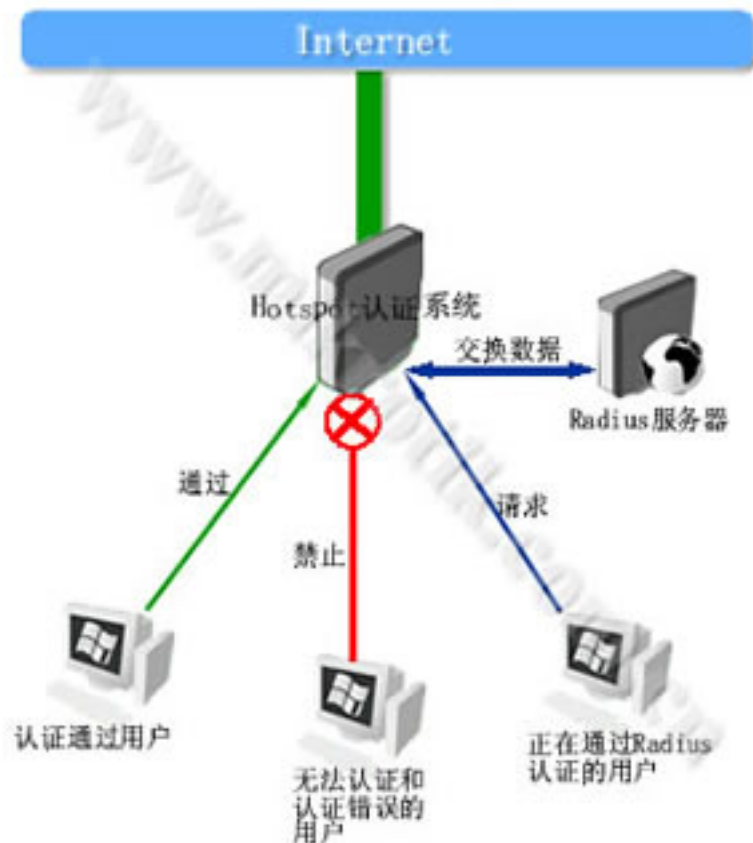 Internet
Hotspot认证系统
交换数据
Radius服务器
通过
请求
禁止
认证通过用户
无法认证和
认证错误的
用户
正在通过Radius
认证的用户